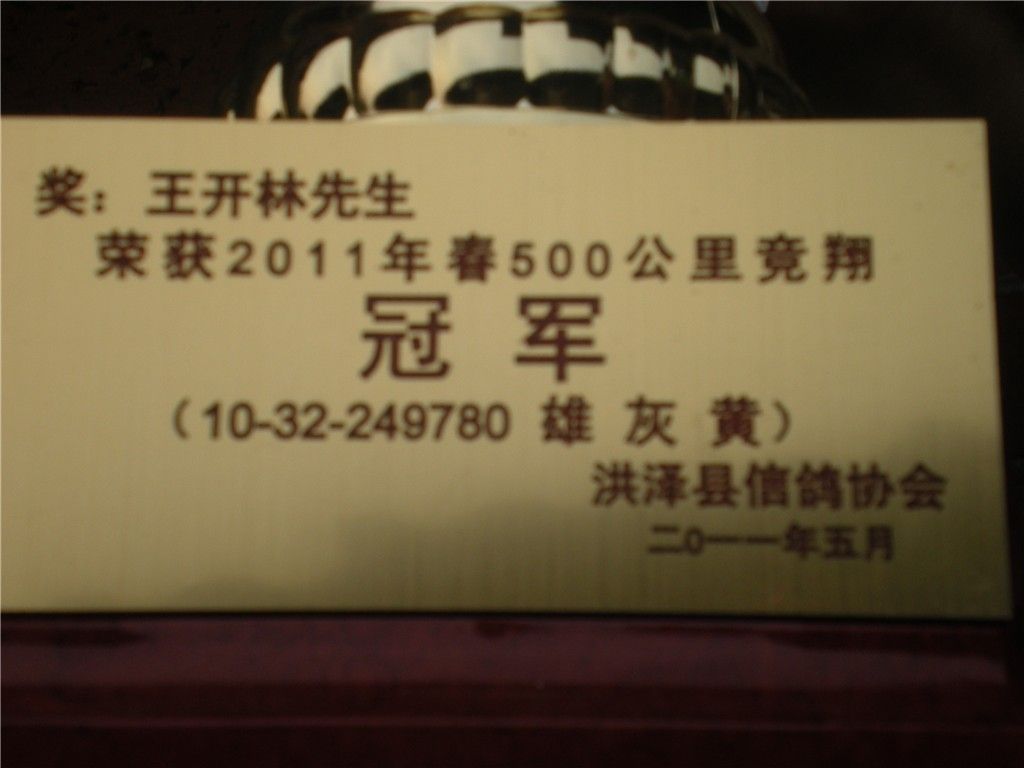 奖：王开林先生
荣获2011年春500公里竞翔
冠军
（10-32-249780 雄 灰 黄）
洪泽县信鸽协会
二0一一年五月